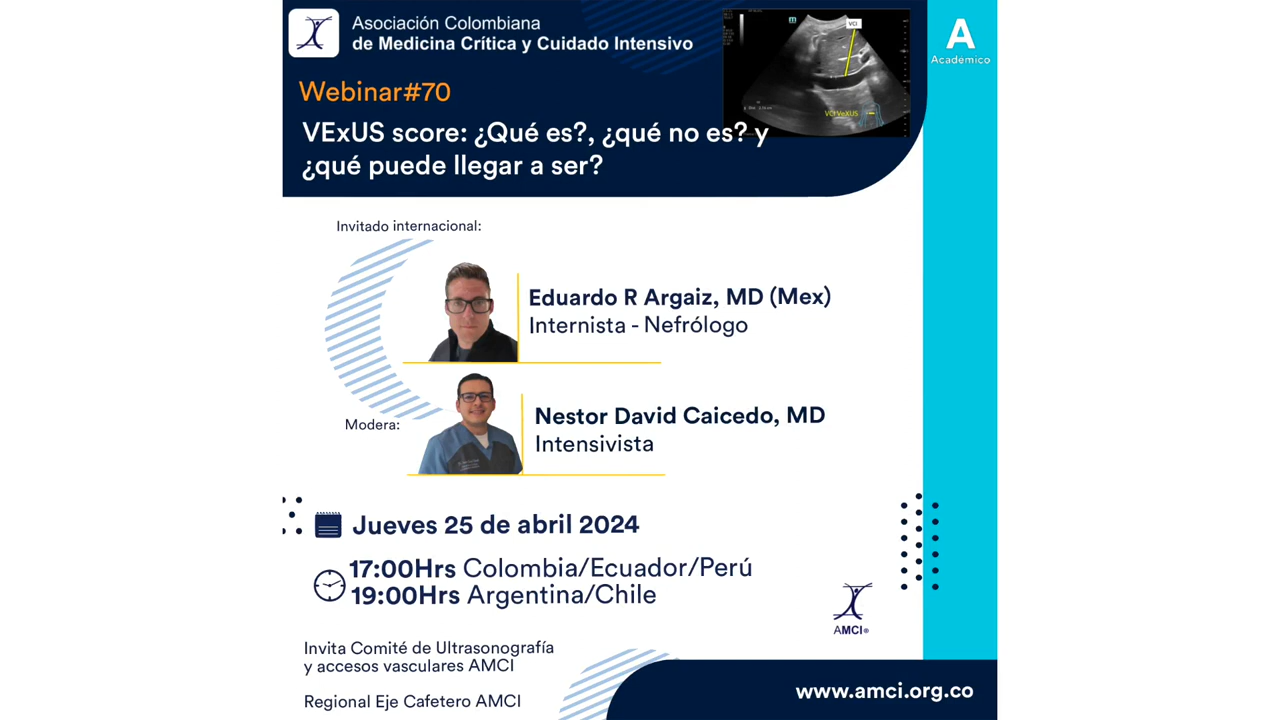 Asociación Colombiana
de Medicina Crítica y Cuidado Intensivo
A
Academico
Webinar#70
VExUS score: ¿Qué es?, ¿qué no es? y
¿qué puede llegar a ser?
VCI
VCI VeXUS
Invitado internacional:
Eduardo R Argaiz, MD (Mex)
Internista - Nefrólogo
Modera:
Nestor David Caicedo, MD
Intensivista
Jueves 25 de abril 2024
17:00Hrs Colombia/Ecuador/Perú
19:00Hrs Argentina/Chile
AMCI®
Invita Comité de Ultrasonografía
y accesos vasculares AMCI
Regional Eje Cafetero AMCI
www.amci.org.co